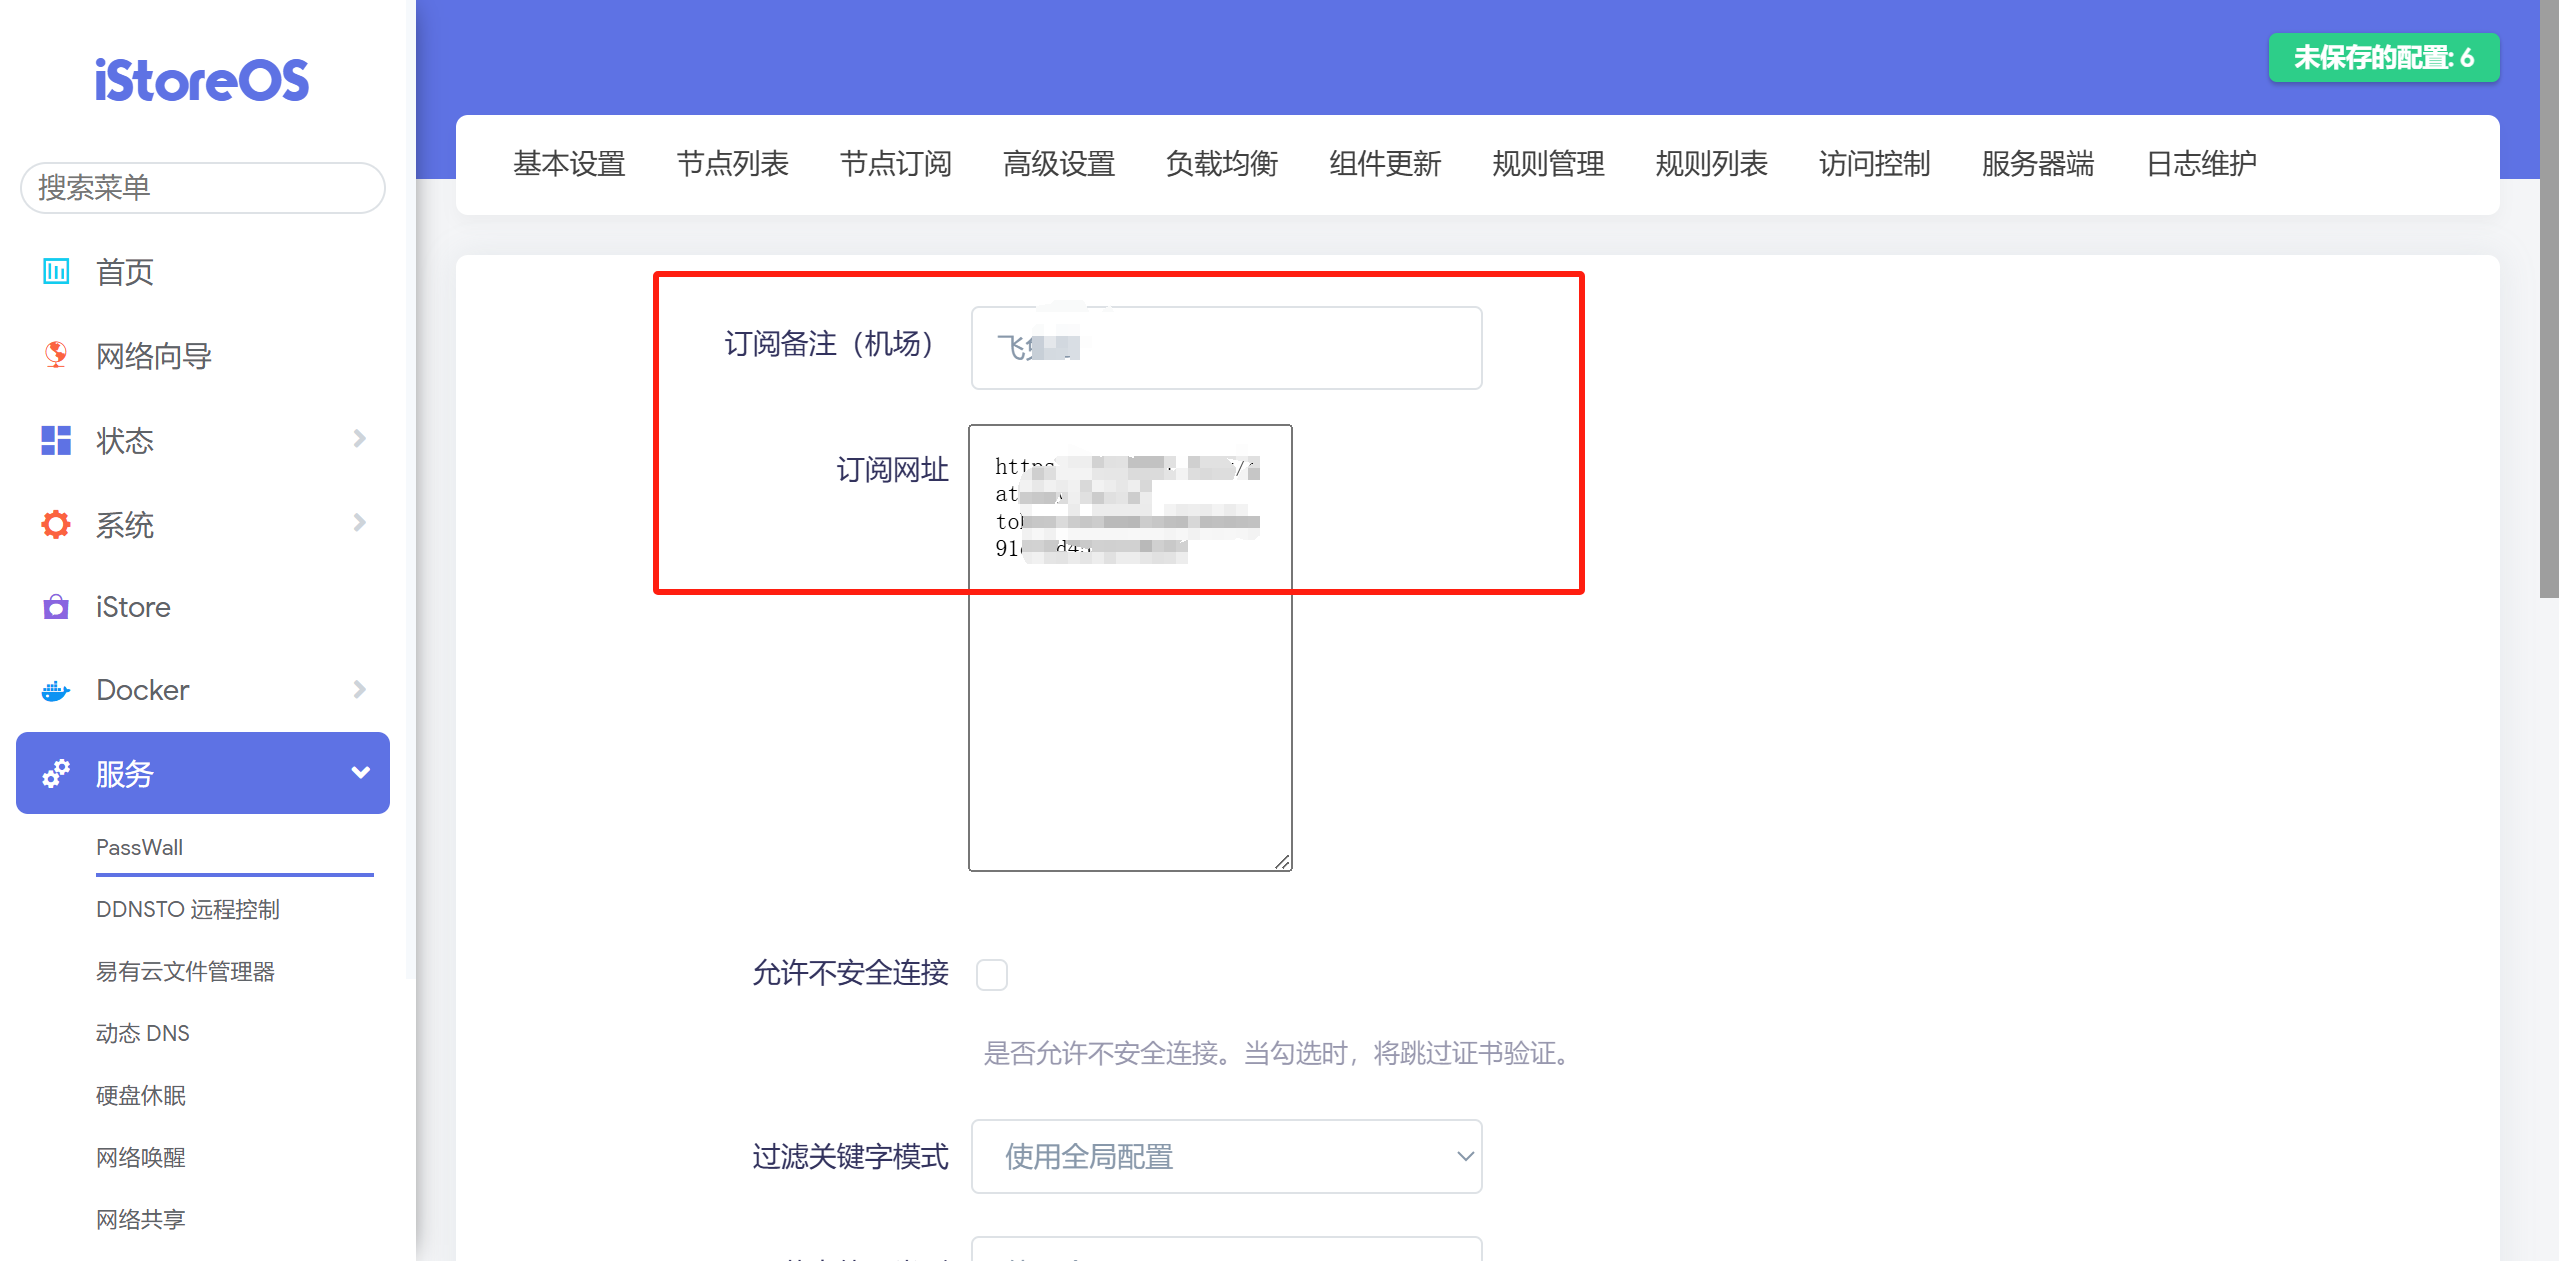 iStoreOS
未保存的配置: 6
搜索菜单
基本设置 节点列表 节点订阅 高级设置 负载均衡 组件更新 规则管理 规则列表 访问控制 服务器端 日志维护
首页
网络向导
状态
系统
iStore
Docker
服务
PassWall
DDNSTO 远程控制
易有云文件管理器
动态 DNS
硬盘休眠
网络唤醒
网络共享
订阅备注（机场） 飞
订阅网址
http
at
to
91 d4
允许不安全连接
是否允许不安全连接。当勾选时，将跳过证书验证。
过滤关键字模式 使用全局配置